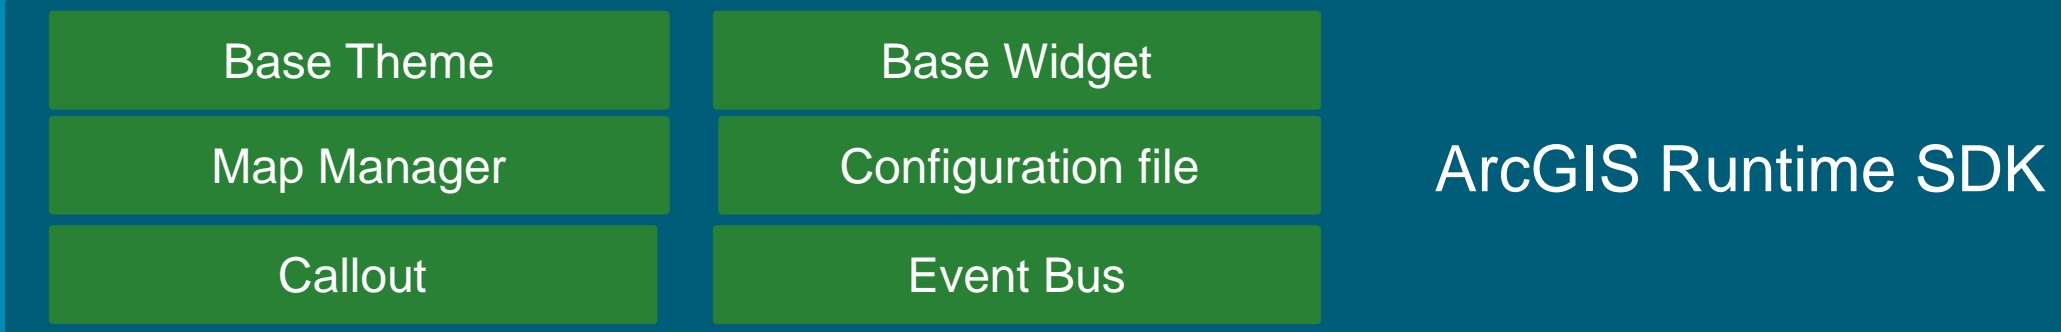 Base Theme
Base Widget
Map Manager
Configuration file
ArcGIS Runtime SDK
Callout
Event Bus